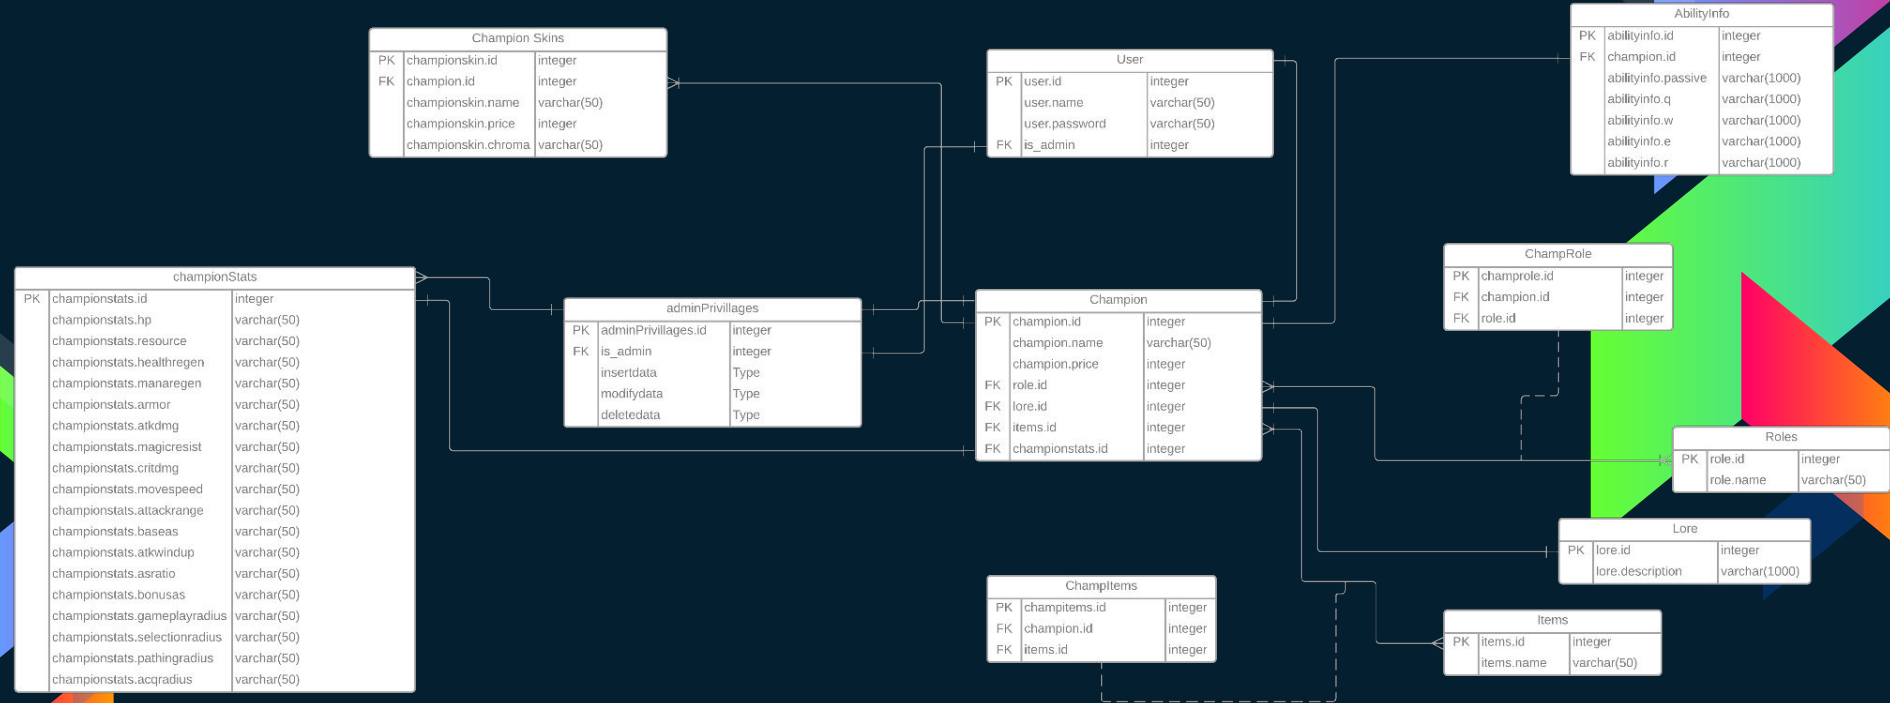 Champion Skins
PK championskin.id integer
FK champion.id integer
championskin.name varchar(50)
championskin.price integer
championskin.chroma varchar(50)
User
PK user.id integer
user.name varchar(50)
user.password varchar(50)
FK is_admin integer
AbilityInfo
PK abilityinfo.id integer
FK champion.id integer
abilityinfo.passive varchar(1000)
abilityinfo.q varchar(1000)
abilityinfo.w varchar(1000)
abilityinfo.e varchar(1000)
abilityinfo.r varchar(1000)
championStats
PK championstats.id integer
championstats.hp varchar(50)
championstats.resource varchar(50)
championstats.healthregen varchar(50)
championstats.manaregen varchar(50)
championstats.armor varchar(50)
championstats.atkdmg varchar(50)
championstats.magicresist varchar(50)
championstats.critdmg varchar(50)
championstats.movespeed varchar(50)
championstats.attackrange varchar(50)
championstats.baseas varchar(50)
championstats.atkwindup varchar(50)
championstats.asratio varchar(50)
championstats.bonusas varchar(50)
championstats.gameplayradius varchar(50)
championstats.selectionradius varchar(50)
championstats.pathingradius varchar(50)
championstats.acqradius varchar(50)
adminPrivillages
PK adminPrivillages.id integer
FK is_admin integer
insertdata Type
modifydata Type
deletedata Type
Champion
PK champion.id integer
champion.name varchar(50)
champion.price integer
FK role.id integer
FK lore.id integer
FK items.id integer
FK championstats.id integer
ChampRole
PK champrole.id integer
FK champion.id integer
FK role.id integer
Roles
PK role.id integer
role.name varchar(50)
Lore
PK lore.id integer
lore.description varchar(1000)
ChampItems
PK champitems.id integer
FK champion.id integer
FK items.id integer
Items
PK items.id integer
items.name varchar(50)